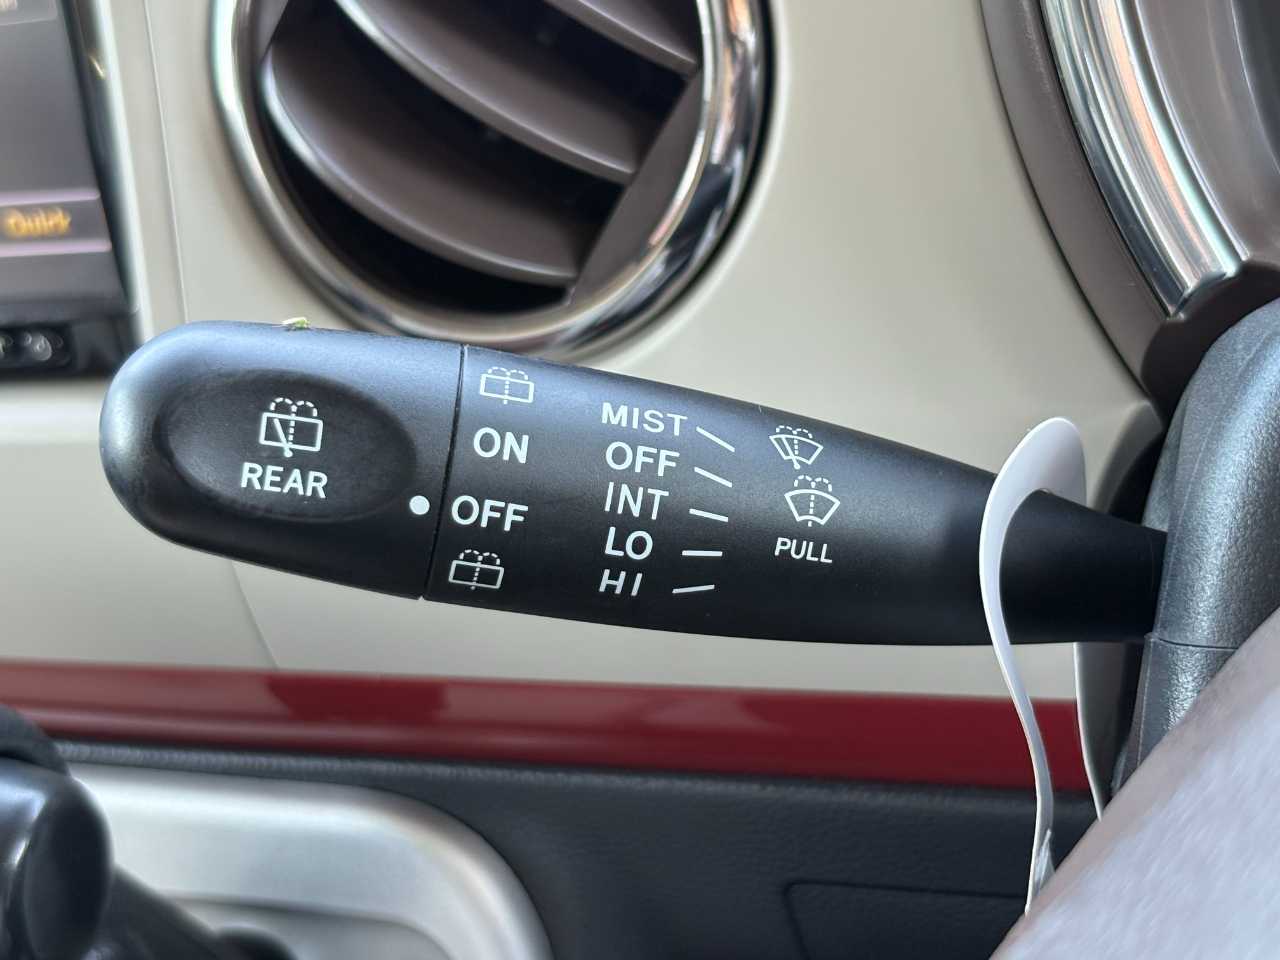 Quick
REAR
ON
OFF
MIST
OFF
INT
LO
HI
PULL